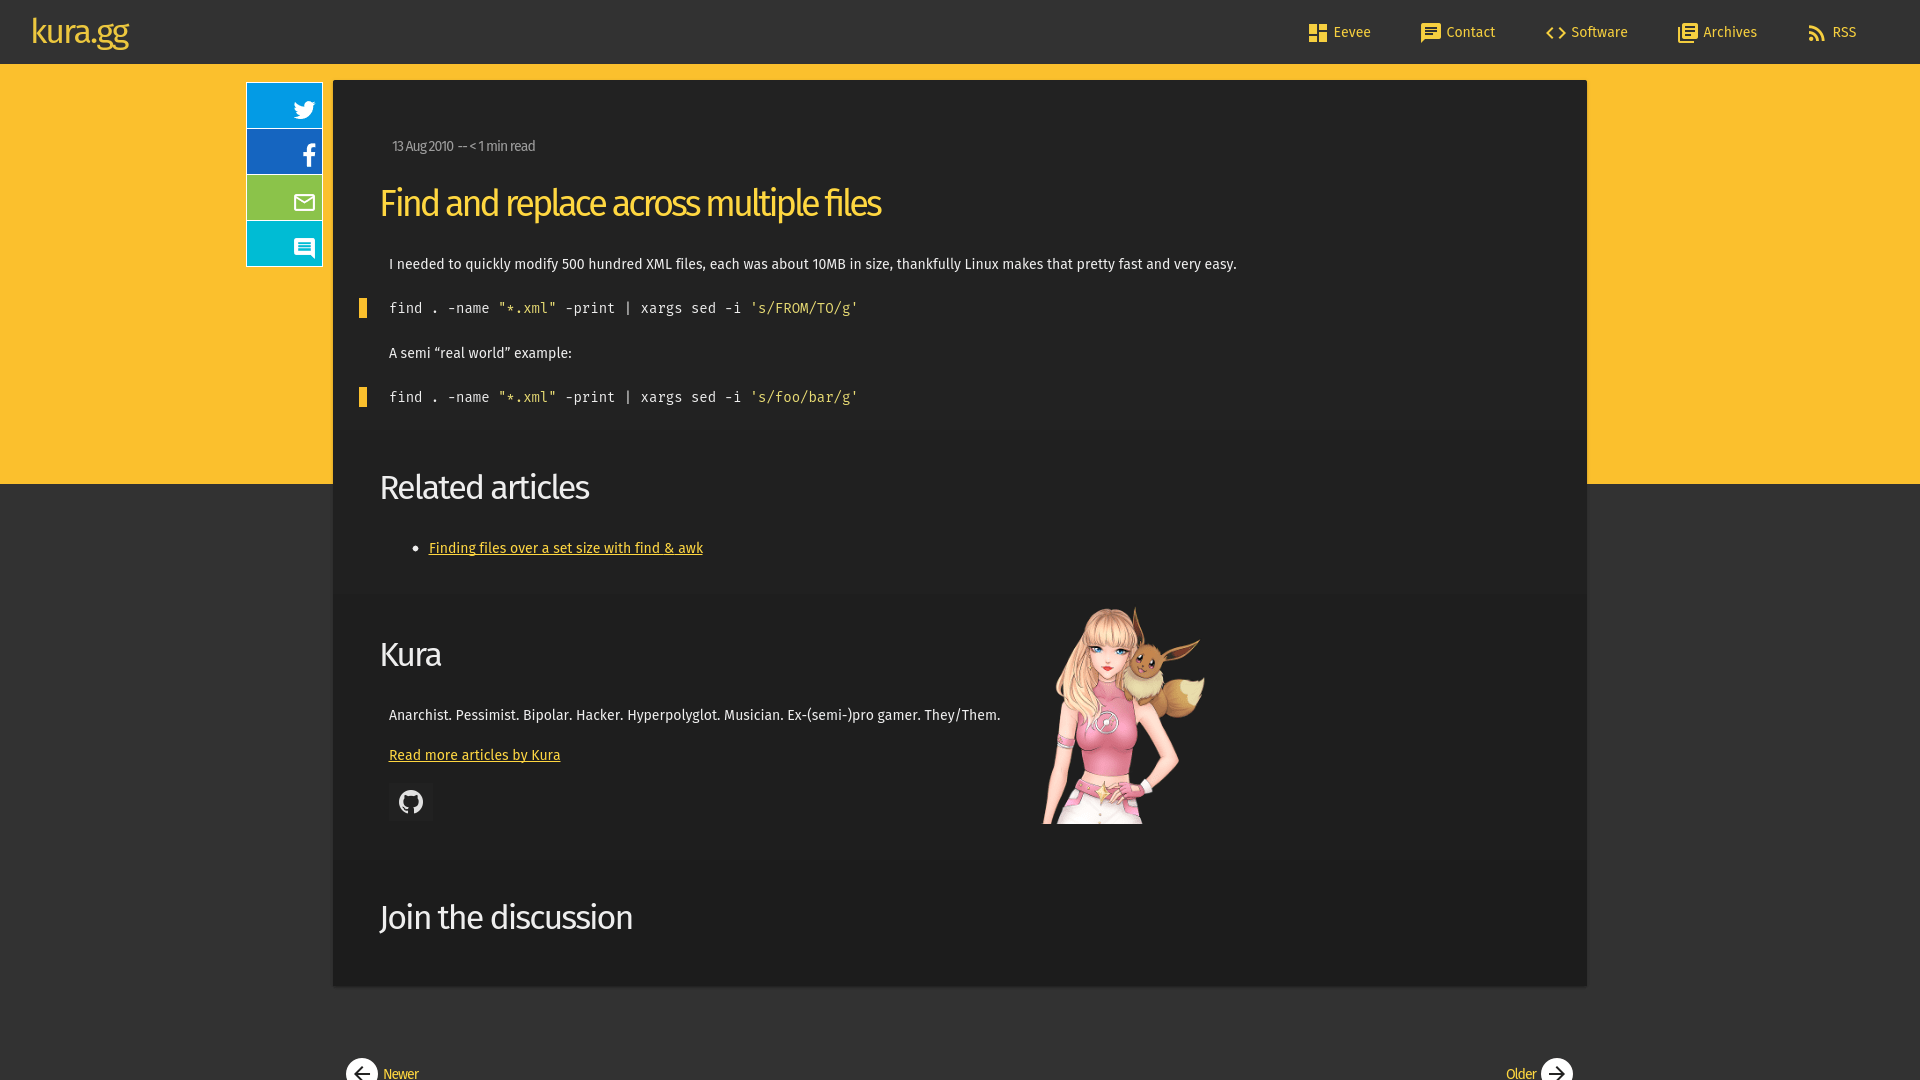 kura.gg
Eevee
Contact
Software
Archives
RSS
13 Aug 2010 -- < 1 min read
Find and replace across multiple files
I needed to quickly modify 500 hundred XML files, each was about 10MB in size, thankfully Linux makes that pretty fast and very easy.
find . -name "*.xml" -print | xargs sed -i 's/FROM/TO/g'
A semi “real world” example:
find . -name "*.xml" -print | xargs sed -i 's/foo/bar/g'
Related articles
Finding files over a set size with find & awk
Kura
Anarchist. Pessimist. Bipolar. Hacker. Hyperpolyglot. Musician. Ex-(semi-)pro gamer. They/Them.
Read more articles by Kura
Join the discussion
Newer
Older